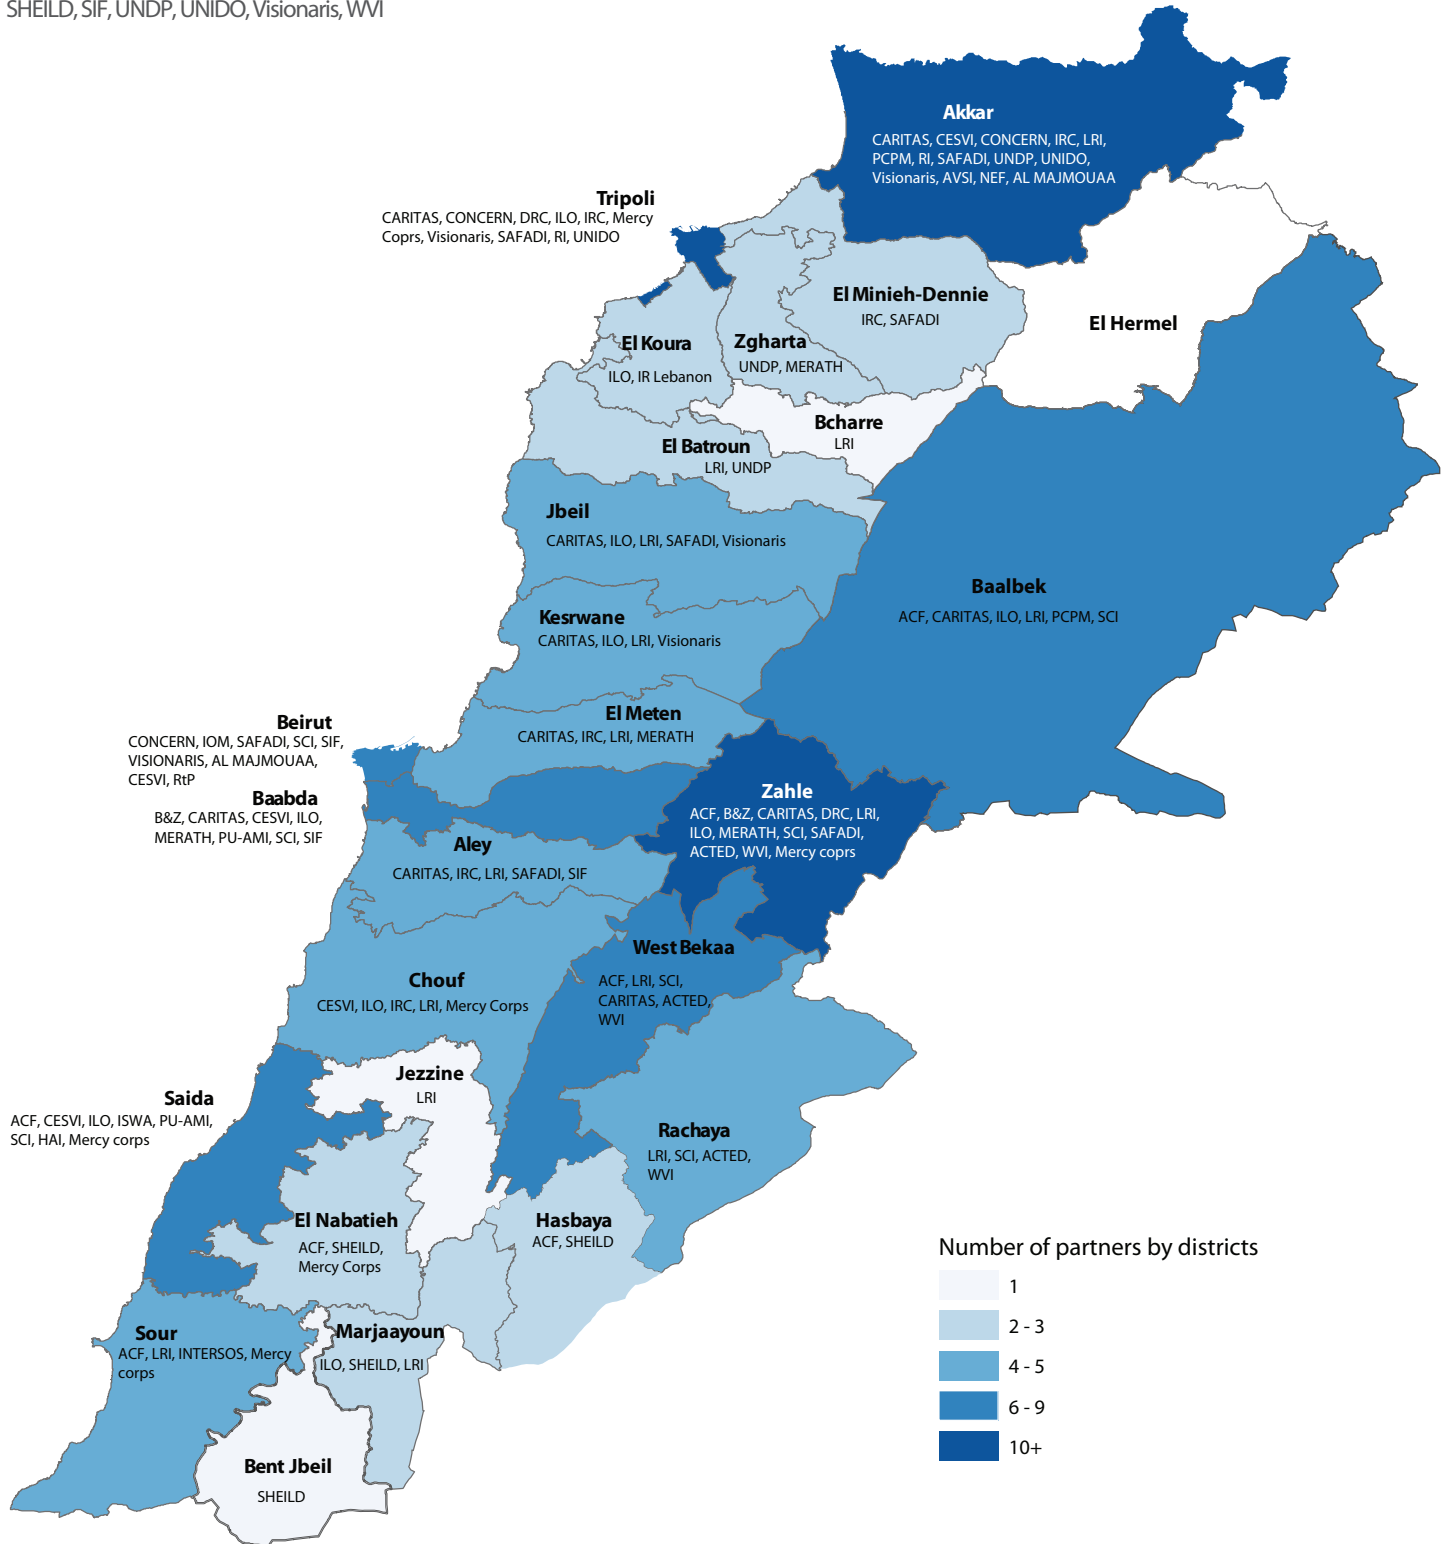 SHEILD, SIF, UNDP, UNIDO, Visionaris, WVI
Akkar
CARITAS, CESVI, CONCERN, IRC, LRI,
PCPM, RI, SAFADI, UNDP, UNIDO,
Visionaris, AVSI, NEF, AL MAJMOUAA
Tripoli
CARITAS, CONCERN, DRC, ILO, IRC, Mercy
Coprs, Visionaris, SAFADI, RI, UNIDO
El Minieh-Dennie
IRC, SAFADI
El Hermel
El Koura
ILO, IR Lebanon
Zgharta
UNDP, MERATH
Bcharre
LRI
El Batroun
LRI, UNDP
Jbeil
CARITAS, ILO, LRI, SAFADI, Visionaris
Baalbek
ACF, CARITAS, ILO, LRI, PCPM, SCI
Kesrwane
CARITAS, ILO, LRI, Visionaris
El Meten
CARITAS, IRC, LRI, MERATH
Beirut
CONCERN, IOM, SAFADI, SCI, SIF,
VISIONARIS, AL MAJMOUAA,
CESVI, RtP
Baabda
B&Z, CARITAS, CESVI, ILO,
MERATH, PU-AMI, SCI, SIF
Zahle
ACF, B&Z, CARITAS, DRC, LRI,
ILO, MERATH, SCI, SAFADI,
ACTED, WVI, Mercy coprs
Aley
CARITAS, IRC, LRI, SAFADI, SIF
West Bekaa
ACF, LRI, SCI,
CARITAS, ACTED,
WVI
Chouf
CESVI, ILO, IRC, LRI, Mercy Corps
Jezzine
LRI
Saida
ACF, CESVI, ILO, ISWA, PU-AMI,
SCI, HAI, Mercy corps
Rachaya
LRI, SCI, ACTED,
WVI
El Nabatieh
ACF, SHEILD,
Mercy Corps
Hasbaya
ACF, SHEILD
Sour
ACF, LRI, INTERSOS, Mercy
corps
Marjaayoun
ILO, SHEILD, LRI
Bent Jbeil
SHEILD
Number of partners by districts
1
2 - 3
4 - 5
6 - 9
10+